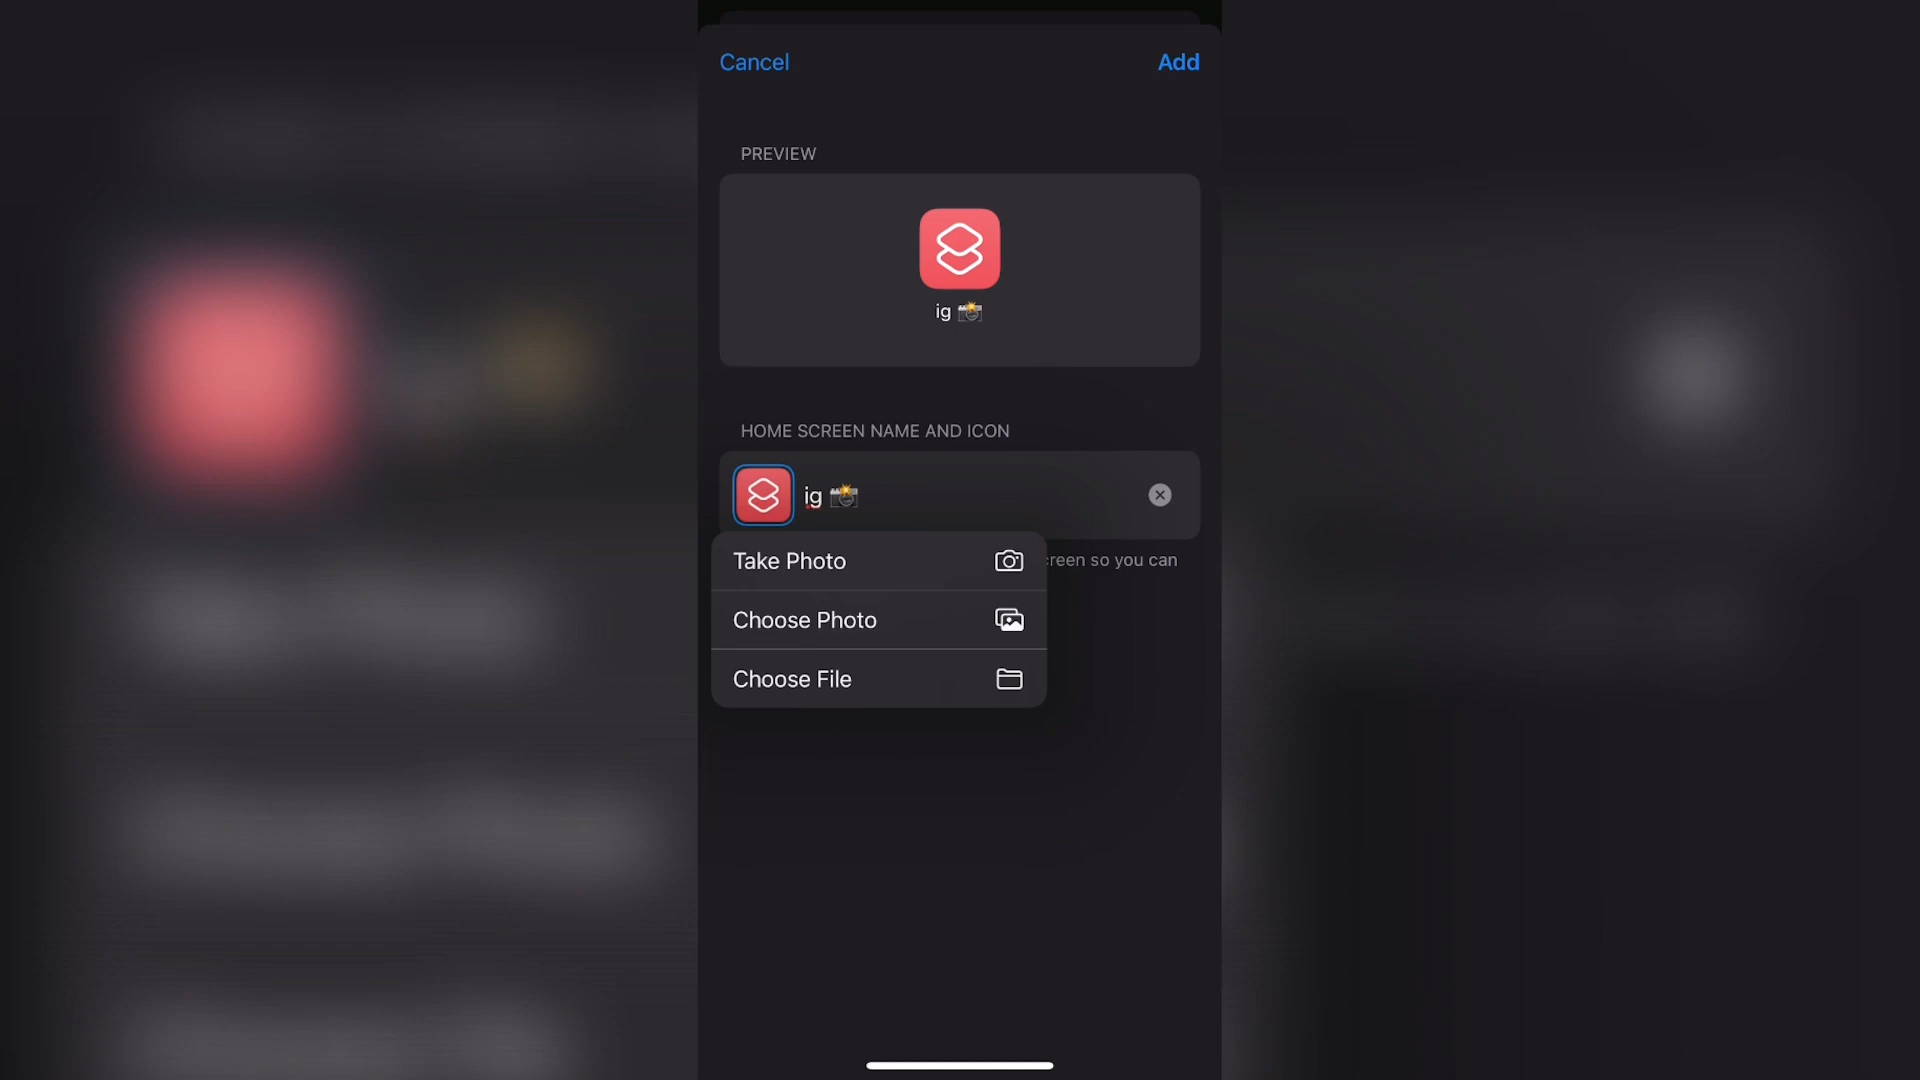 Cancel
Add
PREVIEW
ig 📸
HOME SCREEN NAME AND ICON
ig 📸
Take Photo
creen so you can
Choose Photo
Choose File